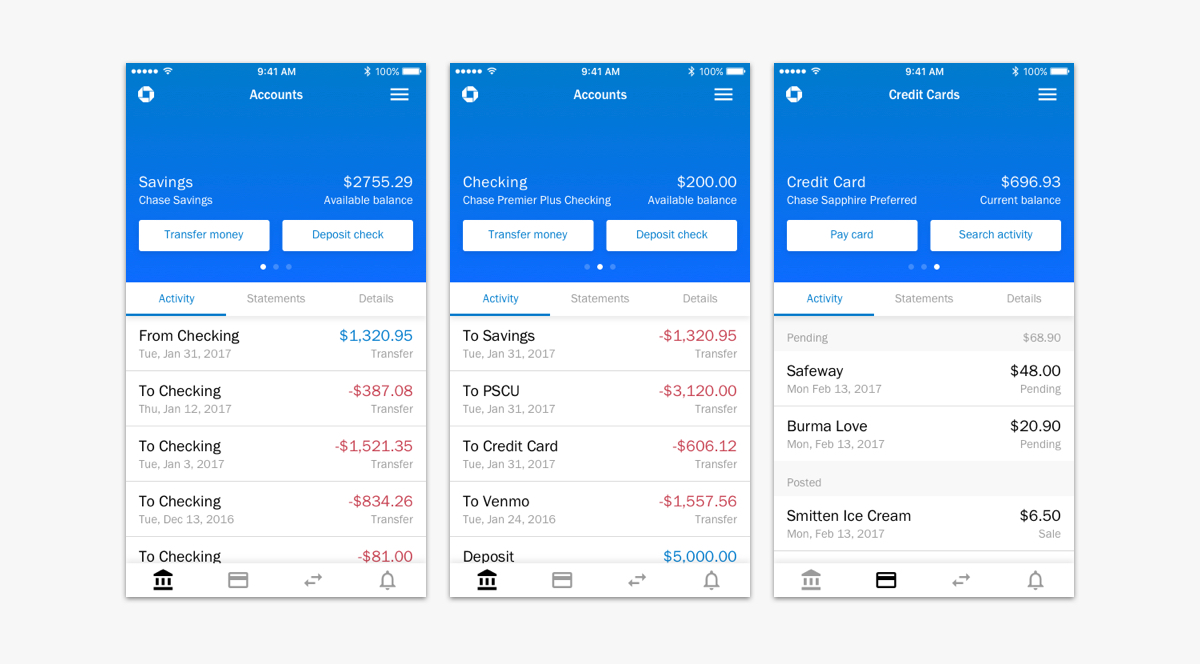 9:41 AM 100%
Accounts
Savings $2755.29
Chase Savings Available balance
Transfer money Deposit check
Activity Statements Details
From Checking $1,320.95
Tue, Jan 31, 2017 Transfer
To Checking -$387.08
Thu, Jan 12, 2017 Transfer
To Checking -$1,521.35
Tue, Jan 3, 2017 Transfer
To Checking -$834.26
Tue, Dec 13, 2016 Transfer
To Checking -$81.00
9:41 AM 100%
Accounts
Checking $200.00
Chase Premier Plus Checking Available balance
Transfer money Deposit check
Activity Statements Details
To Savings -$1,320.95
Tue, Jan 31, 2017 Transfer
To PSCU -$3,120.00
Tue, Jan 31, 2017 Transfer
To Credit Card -$606.12
Tue, Jan 31, 2017 Transfer
To Venmo -$1,557.56
Tue, Jan 24, 2016 Transfer
Deposit $5,000.00
9:41 AM 100%
Credit Cards
Credit Card $696.93
Chase Sapphire Preferred Current balance
Pay card Search activity
Activity Statements Details
Pending $68.90
Safeway $48.00
Mon Feb 13, 2017 Pending
Burma Love $20.90
Mon, Feb 13, 2017 Pending
Posted
Smitten Ice Cream $6.50
Mon, Feb 13, 2017 Sale